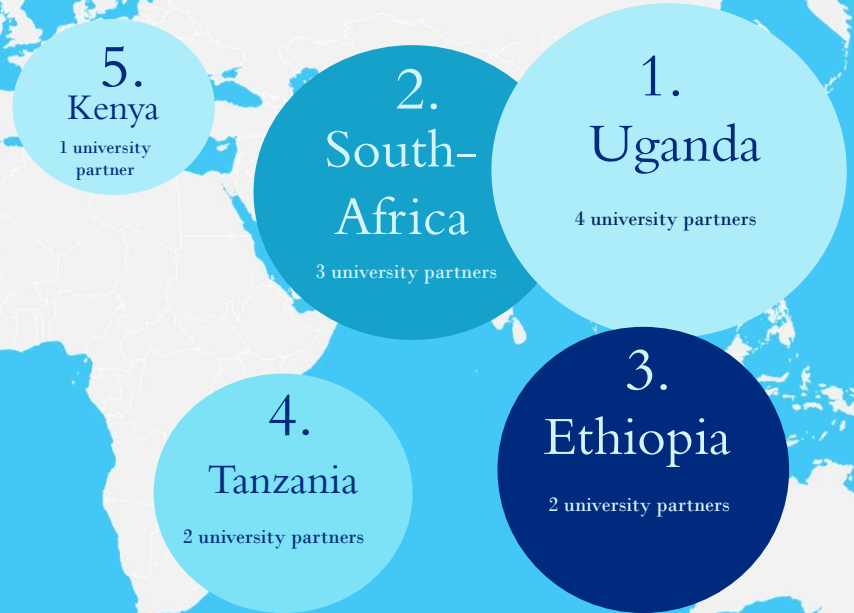 5.
Kenya
1 university
partner
2.
South-
Africa
3 university partners
1.
Uganda
4 university partners
3.
Ethiopia
2 university partners
4.
Tanzania
2 university partners